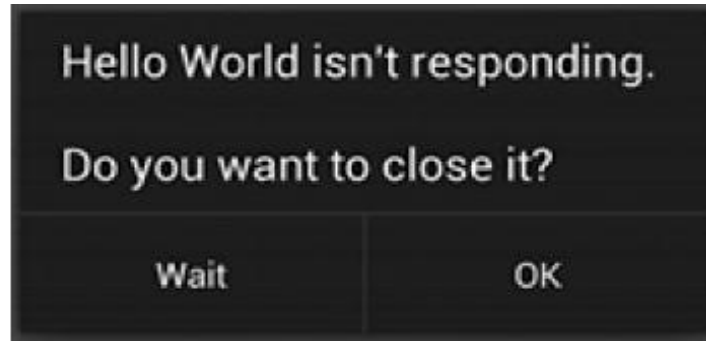 Hello World isn't responding.
Do you want to close it?
Wait
OK